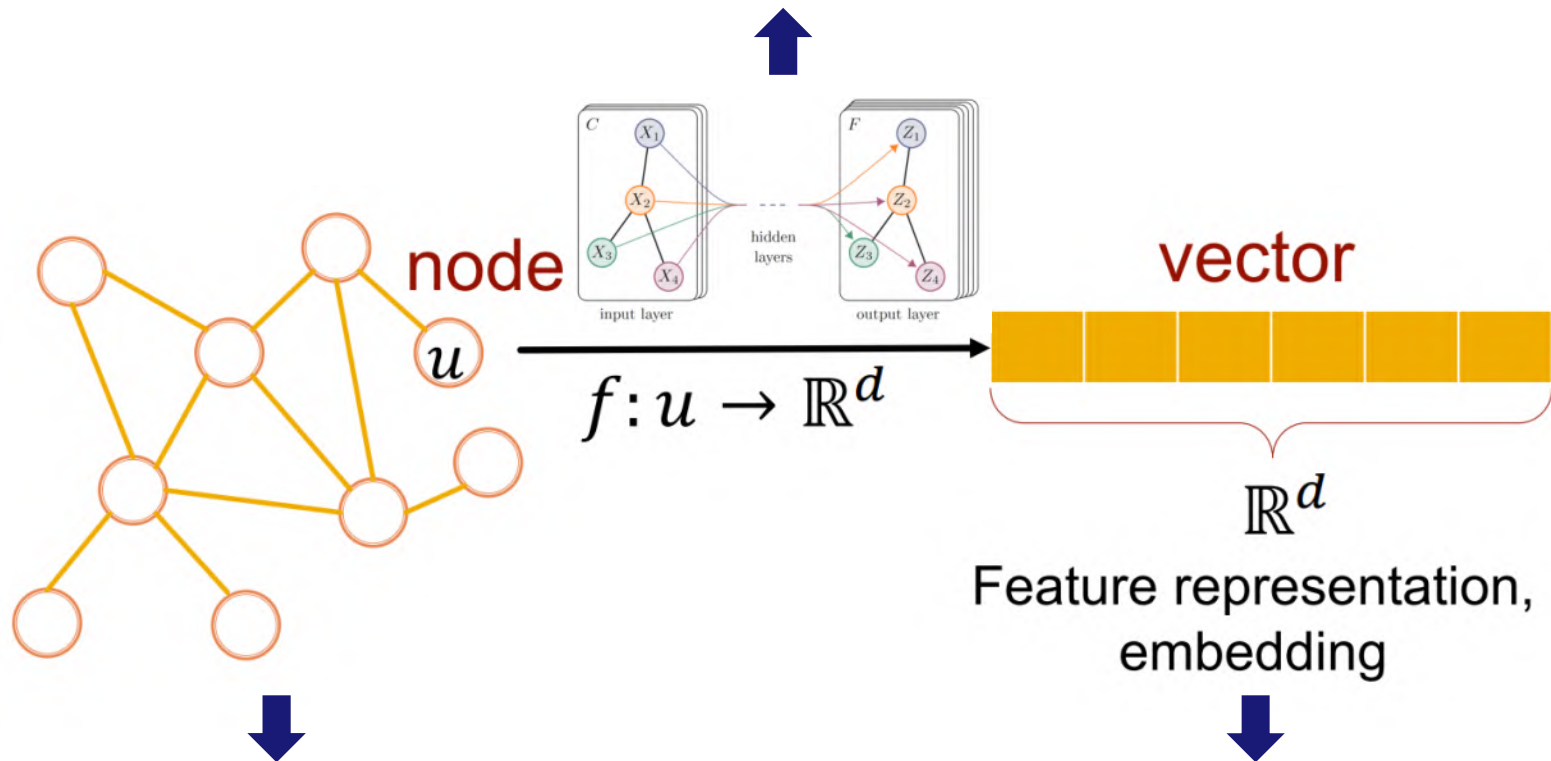 C
X₁
X₂
X₃
X₄
input layer
hidden
layers
F
Z₁
Z₂
Z₃
Z₄
output layer
node
u
f : u → ℝᵈ
vector
ℝᵈ
Feature representation,
embedding